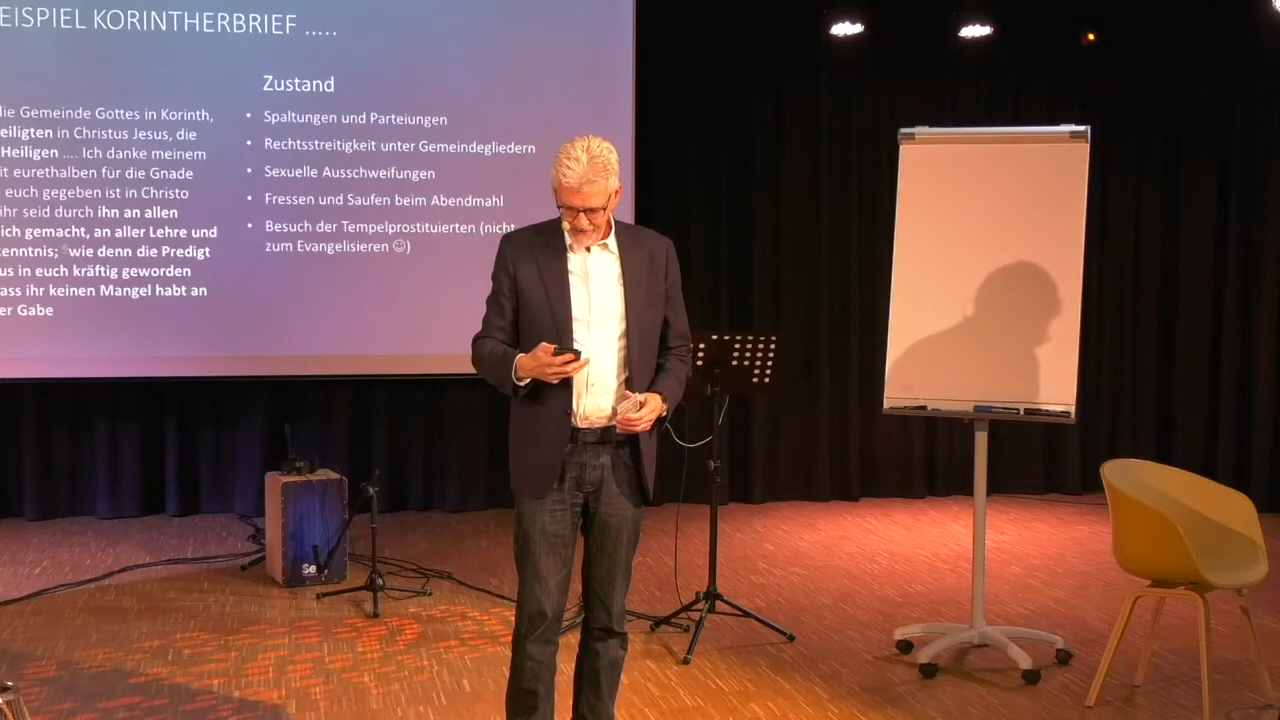 EISPIEL KORINTHERBRIEF .....
die Gemeinde Gottes in Korinth,
eiligten in Christus Jesus, die
Heiligen .... Ich danke meinem
it eurethalben für die Gnade
euch gegeben ist in Christo
ihr seid durch ihn an allen
ich gemacht, an aller Lehre und
kenntnis; 6wie denn die Predigt
us in euch kräftig geworden
ass ihr keinen Mangel habt an
er Gabe
Zustand
• Spaltungen und Parteiungen
• Rechtsstreitigkeit unter Gemeindegliedern
• Sexuelle Ausschweifungen
• Fressen und Saufen beim Abendmahl
• Besuch der Tempelprostituierten (nicht
zum Evangelisieren ☺)